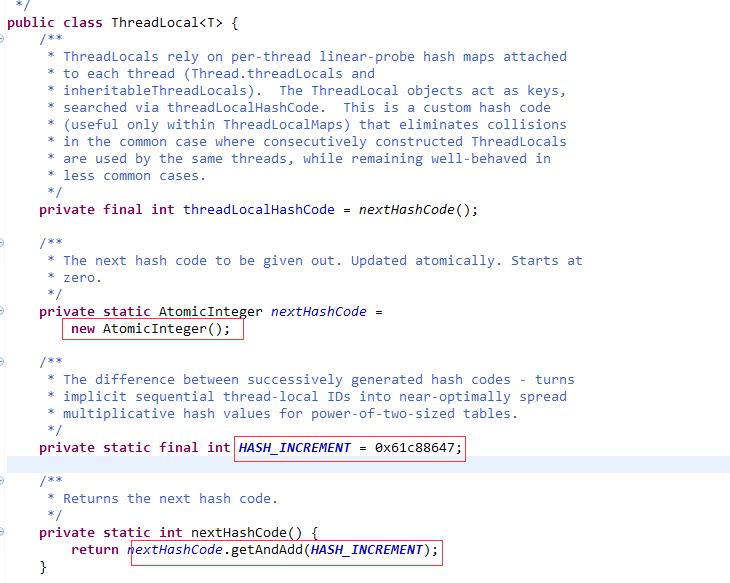 */
public class ThreadLocal<T> {
    /**
     * ThreadLocals rely on per-thread linear-probe hash maps attached
     * to each thread (Thread.threadLocals and
     * inheritableThreadLocals).  The ThreadLocal objects act as keys,
     * searched via threadLocalHashCode.  This is a custom hash code
     * (useful only within ThreadLocalMaps) that eliminates collisions
     * in the common case where consecutively constructed ThreadLocals
     * are used by the same threads, while remaining well-behaved in
     * less common cases.
     */
    private final int threadLocalHashCode = nextHashCode();

    /**
     * The next hash code to be given out. Updated atomically. Starts at
     * zero.
     */
    private static AtomicInteger nextHashCode =
        new AtomicInteger();

    /**
     * The difference between successively generated hash codes - turns
     * implicit sequential thread-local IDs into near-optimally spread
     * multiplicative hash values for power-of-two-sized tables.
     */
    private static final int HASH_INCREMENT = 0x61c88647;

    /**
     * Returns the next hash code.
     */
    private static int nextHashCode() {
        return nextHashCode.getAndAdd(HASH_INCREMENT);
    }